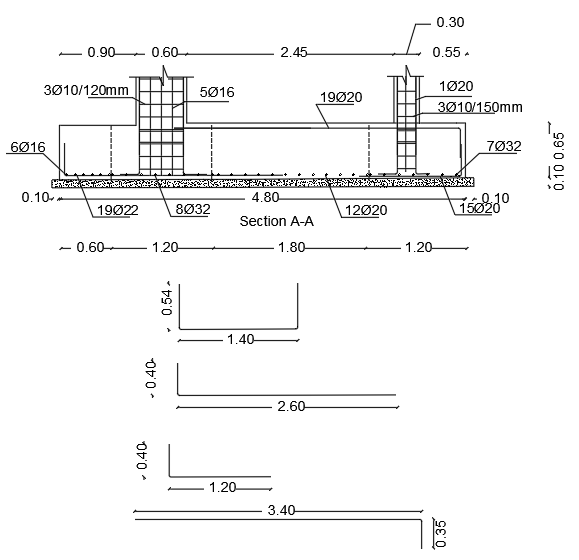 0.30
0.90 0.60 2.45 0.55
3Ø10/120mm 5Ø16 19Ø20 1Ø20
3Ø10/150mm
6Ø16 7Ø32
0.10 0.65
0.10 4.80 0.10
19Ø22 8Ø32 12Ø20 15Ø20
Section A-A
0.60 1.20 1.80 1.20
0.54
1.40
0.40
2.60
0.40
1.20
3.40
0.35